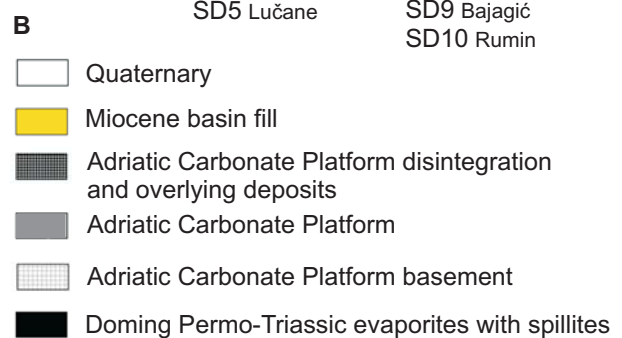 SD5 Lučane
SD9 Bajagić
SD10 Rumin
B
Quaternary
Miocene basin fill
Adriatic Carbonate Platform disintegration
and overlying deposits
Adriatic Carbonate Platform
Adriatic Carbonate Platform basement
Doming Permo-Triassic evaporites with spillites